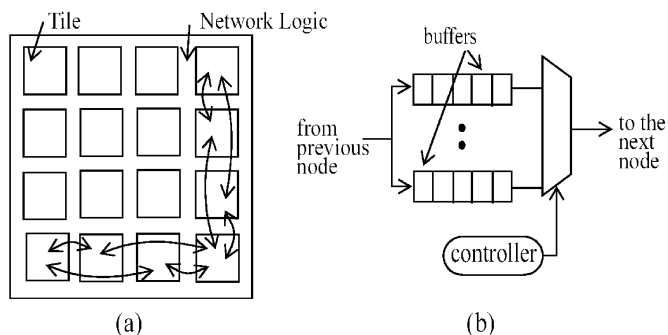 Tile
Network Logic
(a)
buffers
from
previous
node
to the
next
node
controller
(b)